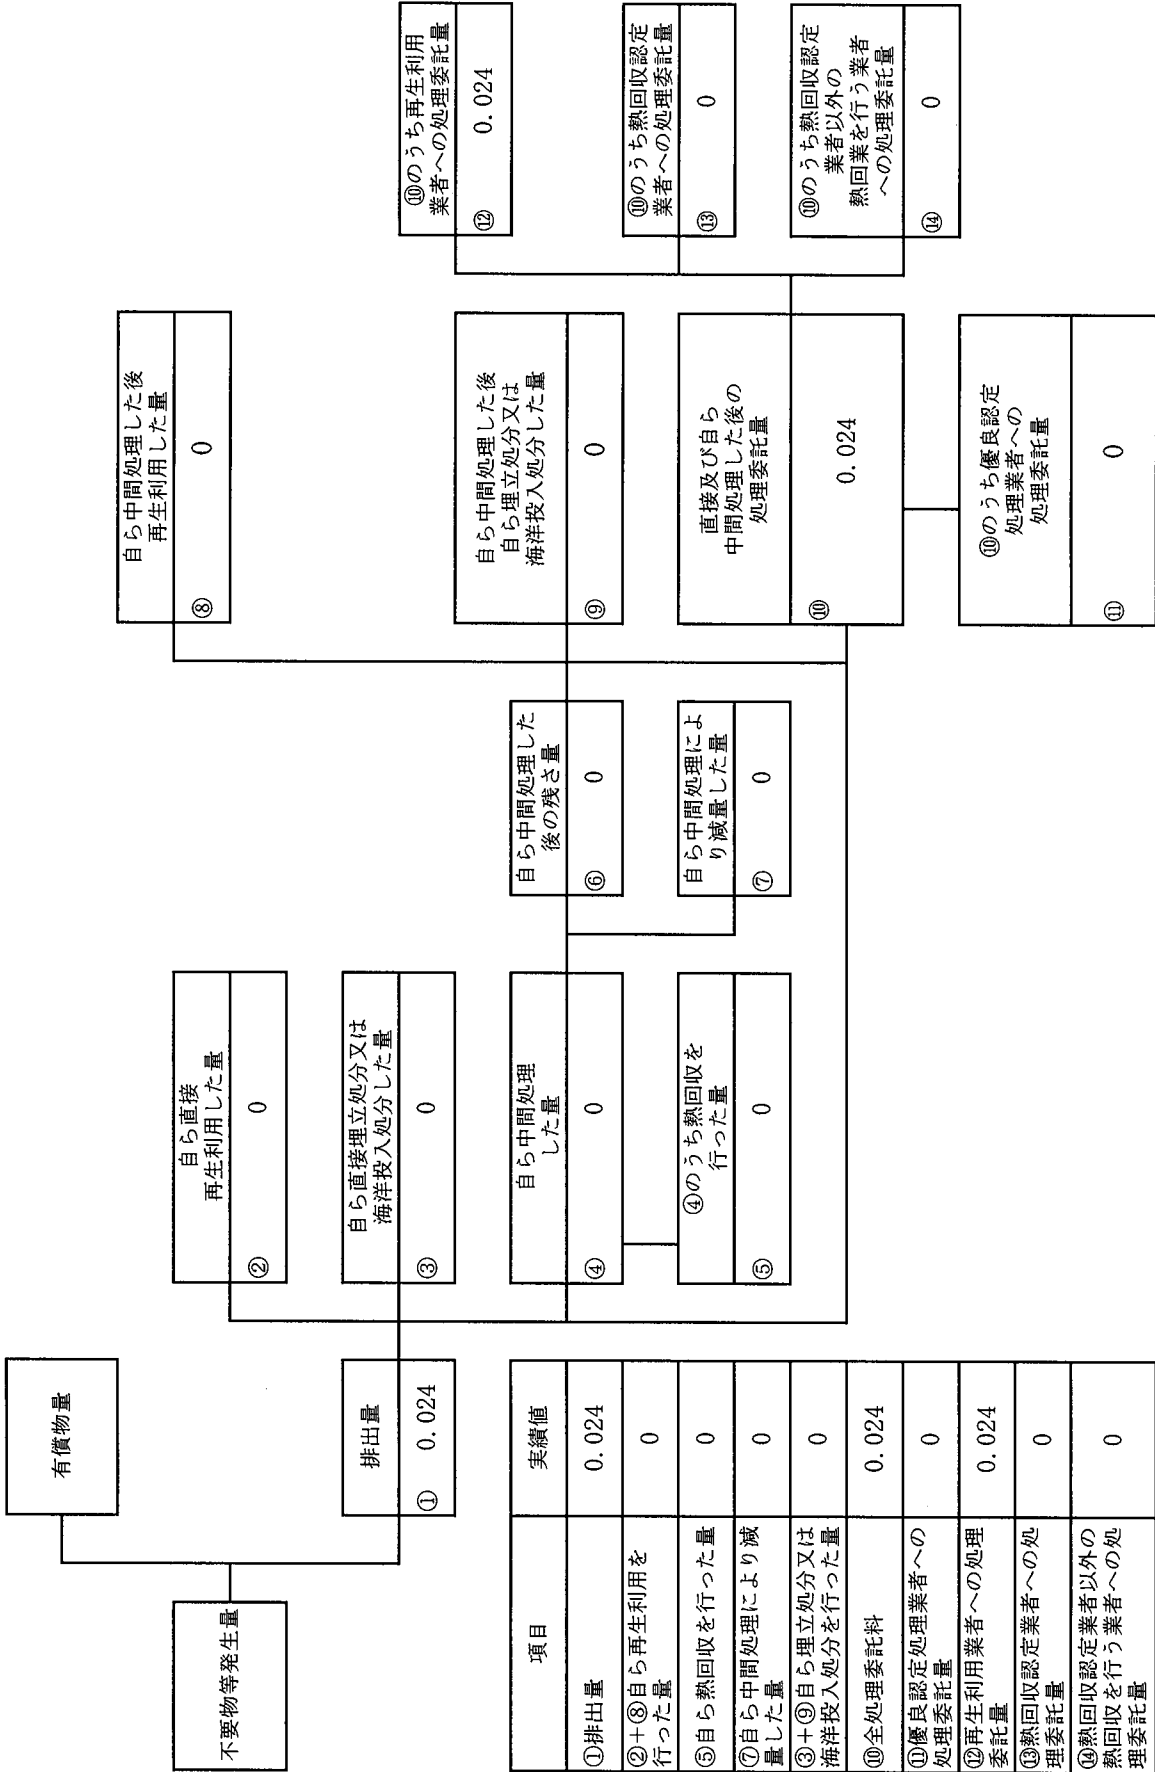 不要物等発生量
有償物量
排出量
① 0.024
自ら直接
再生利用した量
② 0
自ら直接埋立処分又は
海洋投入処分した量
③ 0
自ら中間処理
した量
④ 0
④のうち熱回収を
行った量
⑤ 0
自ら中間処理した
後の残さ量
⑥ 0
自ら中間処理によ
り減量した量
⑦ 0
自ら中間処理した後
再生利用した量
⑧ 0
自ら中間処理した後
自ら埋立処分又は
海洋投入処分した量
⑨ 0
直接及び自ら
中間処理した後の
処理委託量
⑩ 0.024
⑩のうち優良認定
処理業者への
処理委託量
⑪ 0
⑩のうち再生利用
業者への処理委託量
⑫ 0.024
⑩のうち熱回収認定
業者への処理委託量
⑬ 0
⑩のうち熱回収認定
業者以外の
熱回業を行う業者
への処理委託量
⑭ 0
項目 実績値
①排出量 0.024
②+⑧自ら再生利用を
行った量 0
⑤自ら熱回収を行った量 0
⑦自ら中間処理により減
量した量 0
③+⑨自ら埋立処分又は
海洋投入処分を行った量 0
⑩全処理委託料 0.024
⑪優良認定処理業者への
処理委託量 0
⑫再生利用業者への処理
委託量 0.024
⑬熱回収認定業者への処
理委託量 0
⑭熱回収認定業者以外の
熱回収を行う業者への処
理委託量 0